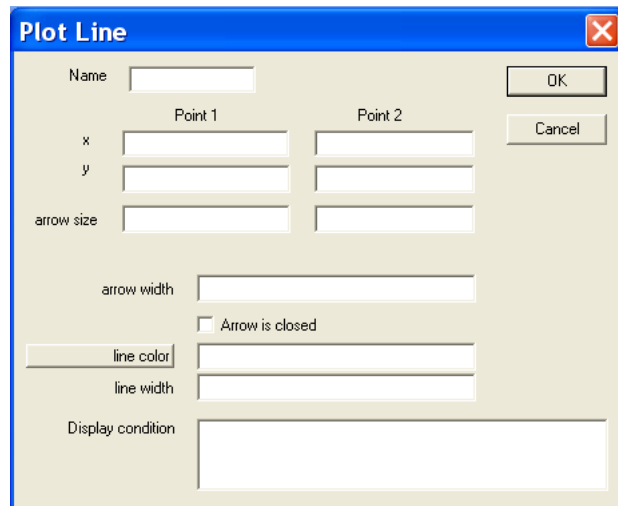 Plot Line
Name
OK
Point 1 Point 2
Cancel
x
y
arrow size
arrow width
Arrow is closed
line color
line width
Display condition